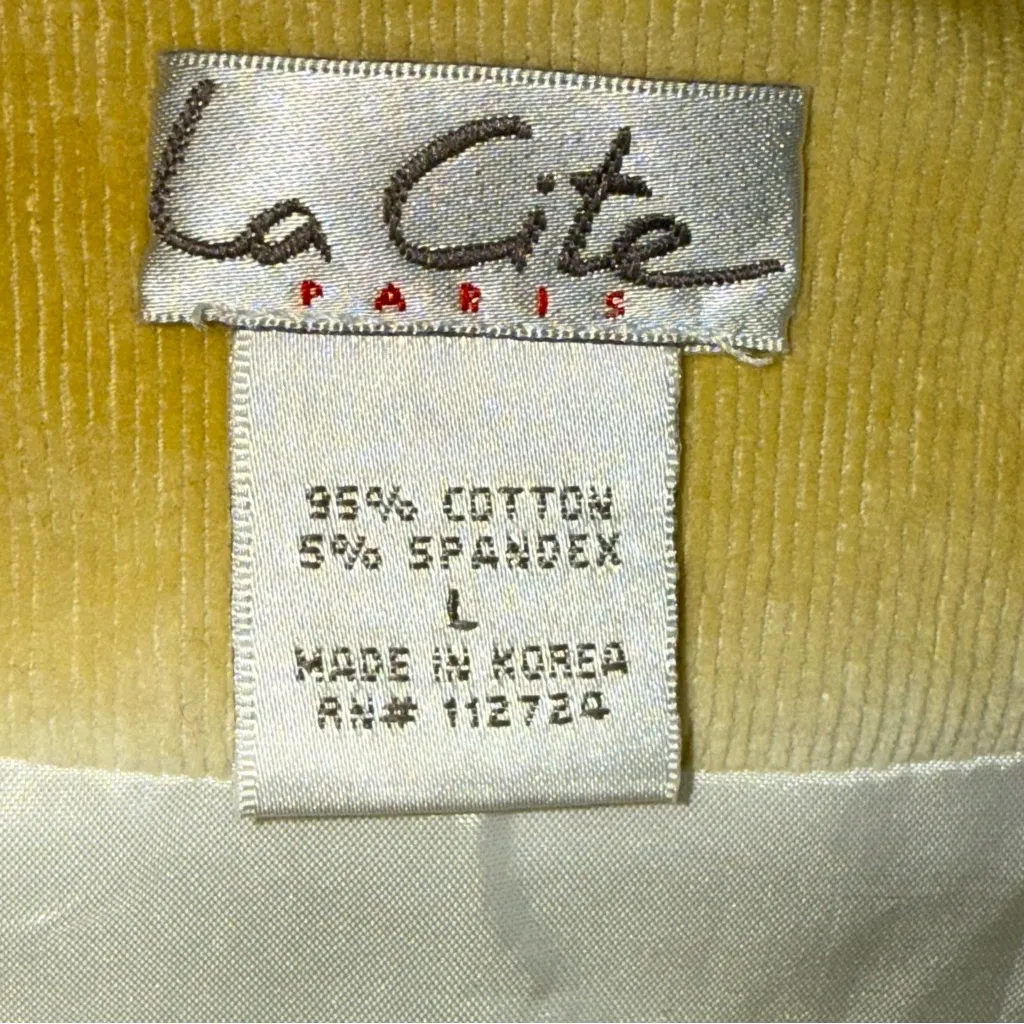 La Cite
PARIS
95% COTTON
5% SPANDEX
L
MADE IN KOREA
RN# 112724